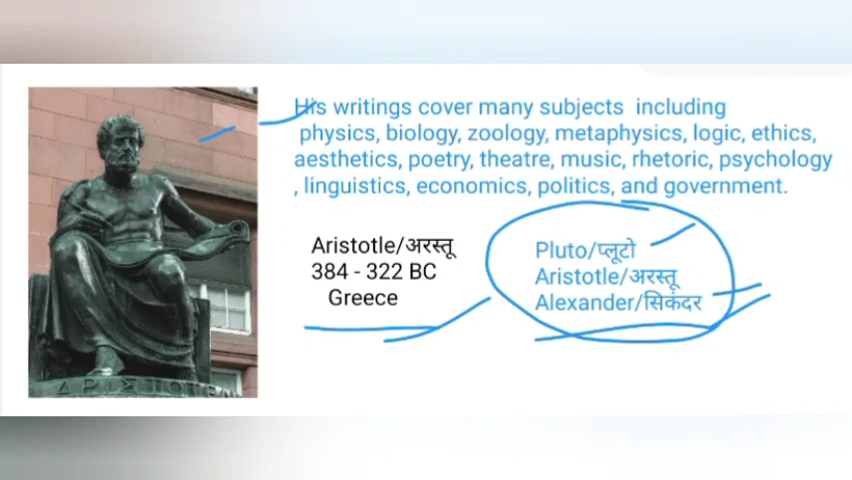 His writings cover many subjects including
physics, biology, zoology, metaphysics, logic, ethics,
aesthetics, poetry, theatre, music, rhetoric, psychology
, linguistics, economics, politics, and government.
Aristotle/अरस्तू
384 - 322 BC
Greece
Pluto/प्लूटो
Aristotle/अरस्तू
Alexander/सिकंदर